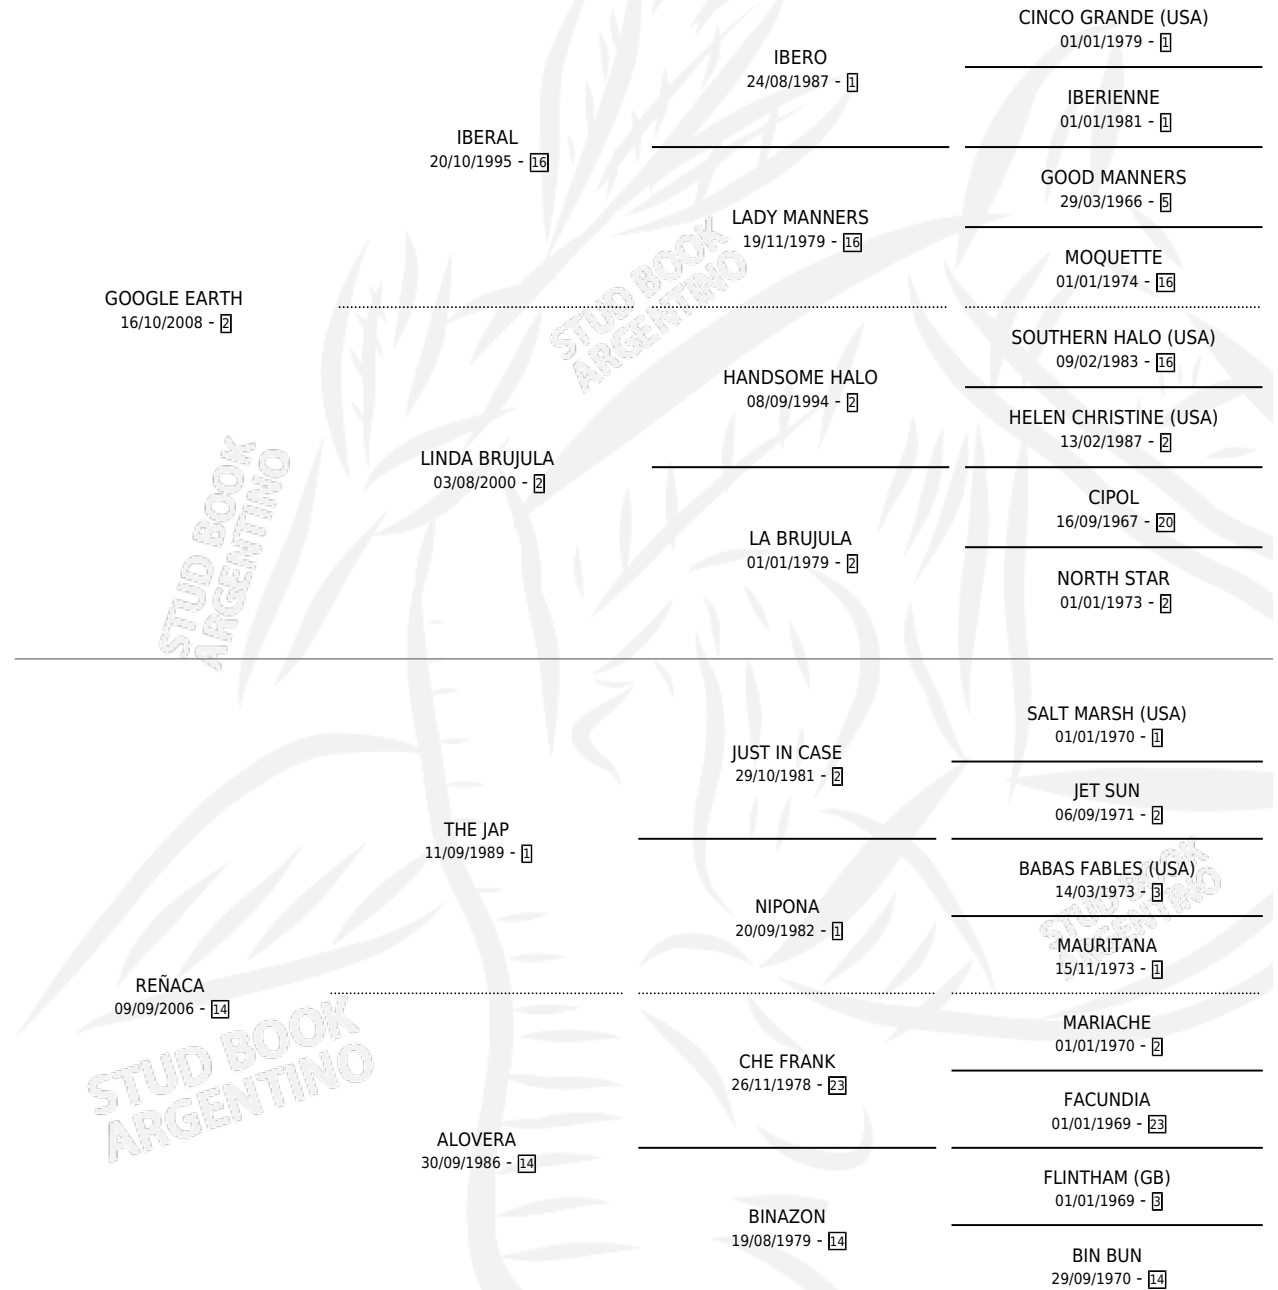 CINCO GRANDE (USA)
01/01/1979 - 1
IBERO
24/08/1987 - 1
IBERIENNE
01/01/1981 - 1
IBERAL
20/10/1995 - 16
GOOD MANNERS
29/03/1966 - 5
LADY MANNERS
19/11/1979 - 16
MOQUETTE
01/01/1974 - 16
GOOGLE EARTH
16/10/2008 - 2
SOUTHERN HALO (USA)
09/02/1983 - 16
HANDSOME HALO
08/09/1994 - 2
HELEN CHRISTINE (USA)
13/02/1987 - 2
LINDA BRUJULA
03/08/2000 - 2
CIPOL
16/09/1967 - 20
LA BRUJULA
01/01/1979 - 2
NORTH STAR
01/01/1973 - 2
SALT MARSH (USA)
01/01/1970 - 1
JUST IN CASE
29/10/1981 - 2
JET SUN
06/09/1971 - 2
THE JAP
11/09/1989 - 1
BABAS FABLES (USA)
14/03/1973 - 3
NIPONA
20/09/1982 - 1
MAURITANA
15/11/1973 - 1
REÑACA
09/09/2006 - 14
MARIACHE
01/01/1970 - 2
CHE FRANK
26/11/1978 - 23
FACUNDIA
01/01/1969 - 23
ALOVERA
30/09/1986 - 14
FLINTHAM (GB)
01/01/1969 - 3
BINAZON
19/08/1979 - 14
BIN BUN
29/09/1970 - 14
STUD BOOK
ARGENTINO
STUD BOOK
ARGENTINO
STUD BOOK
ARGENTINO
STUD BOOK
ARGENTINO